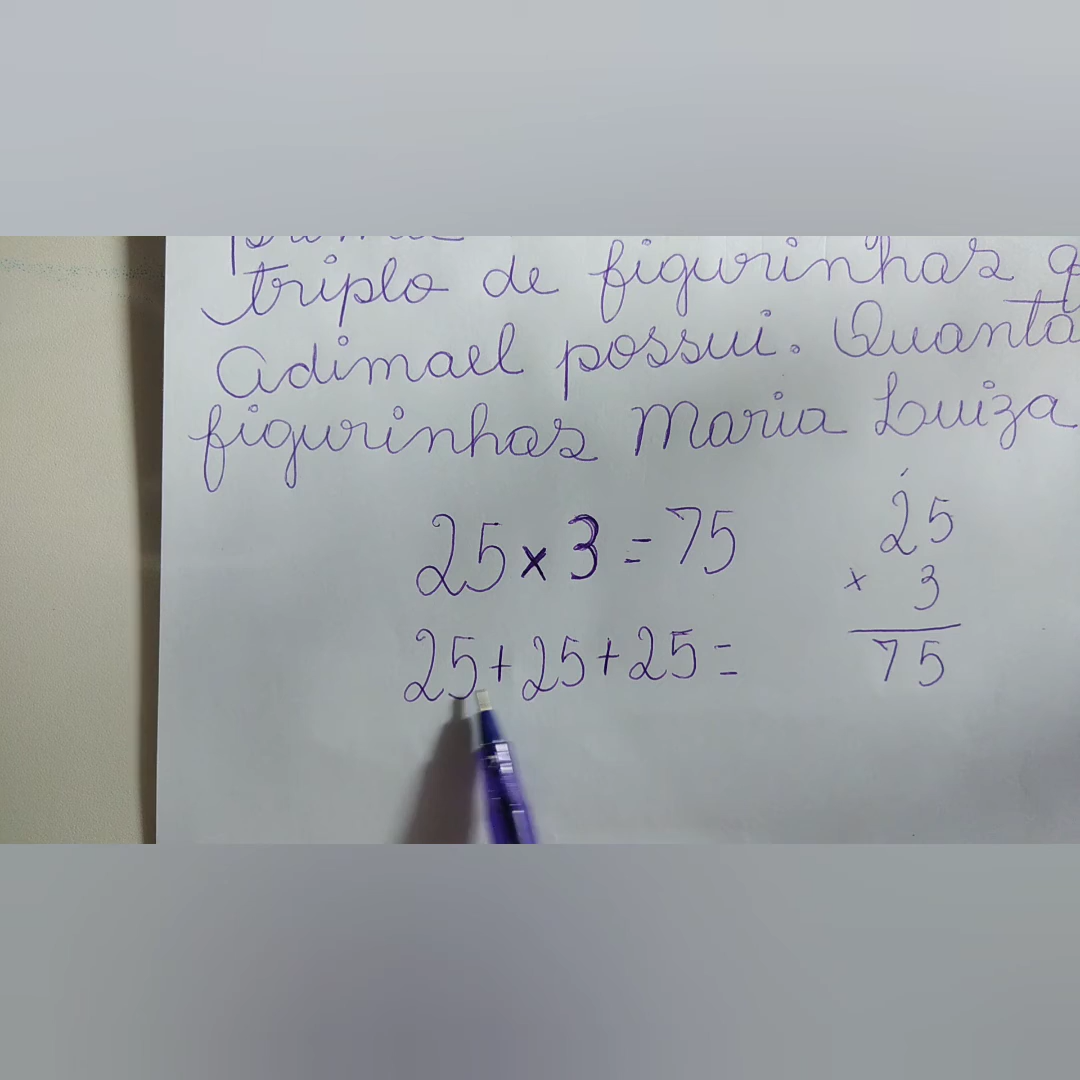 triplo de figurinhas q
Adimael possui. Quanta
figurinhas Maria Luiza
25 × 3 = 75
25 + 25 + 25 =
25
× 3
75